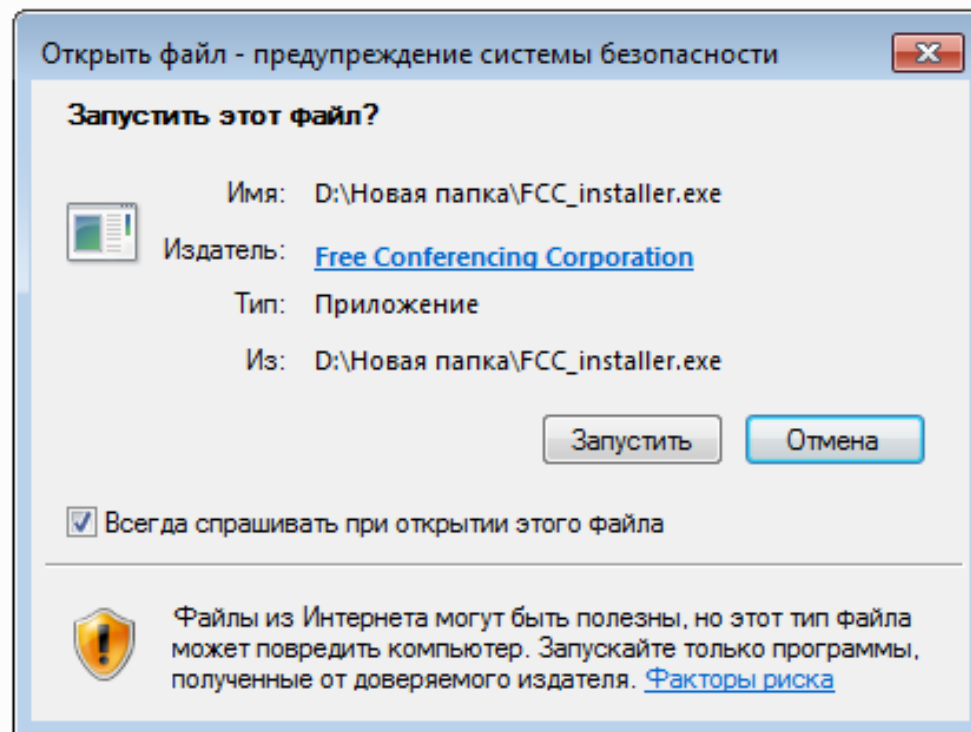 Открыть файл - предупреждение системы безопасности
Запустить этот файл?
Имя: D:\Новая папка\FCC_installer.exe
Издатель: Free Conferencing Corporation
Тип: Приложение
Из: D:\Новая папка\FCC_installer.exe
Запустить Отмена
Всегда спрашивать при открытии этого файла
Файлы из Интернета могут быть полезны, но этот тип файла
может повредить компьютер. Запускайте только программы,
полученные от доверяемого издателя. Факторы риска